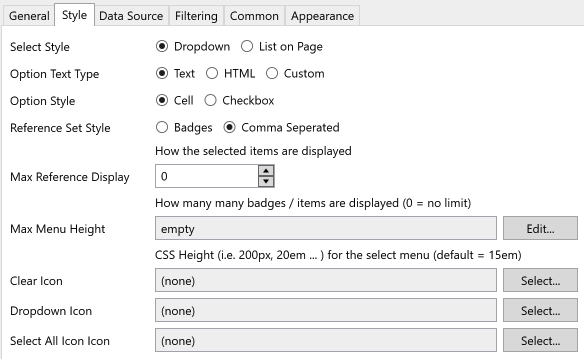 General Style Data Source Filtering Common Appearance
Select Style Dropdown List on Page
Option Text Type Text HTML Custom
Option Style Cell Checkbox
Reference Set Style Badges Comma Seperated
How the selected items are displayed
Max Reference Display 0
How many many badges / items are displayed (0 = no limit)
Max Menu Height empty Edit...
CSS Height (i.e. 200px, 20em ... ) for the select menu (default = 15em)
Clear Icon (none) Select...
Dropdown Icon (none) Select...
Select All Icon Icon (none) Select...